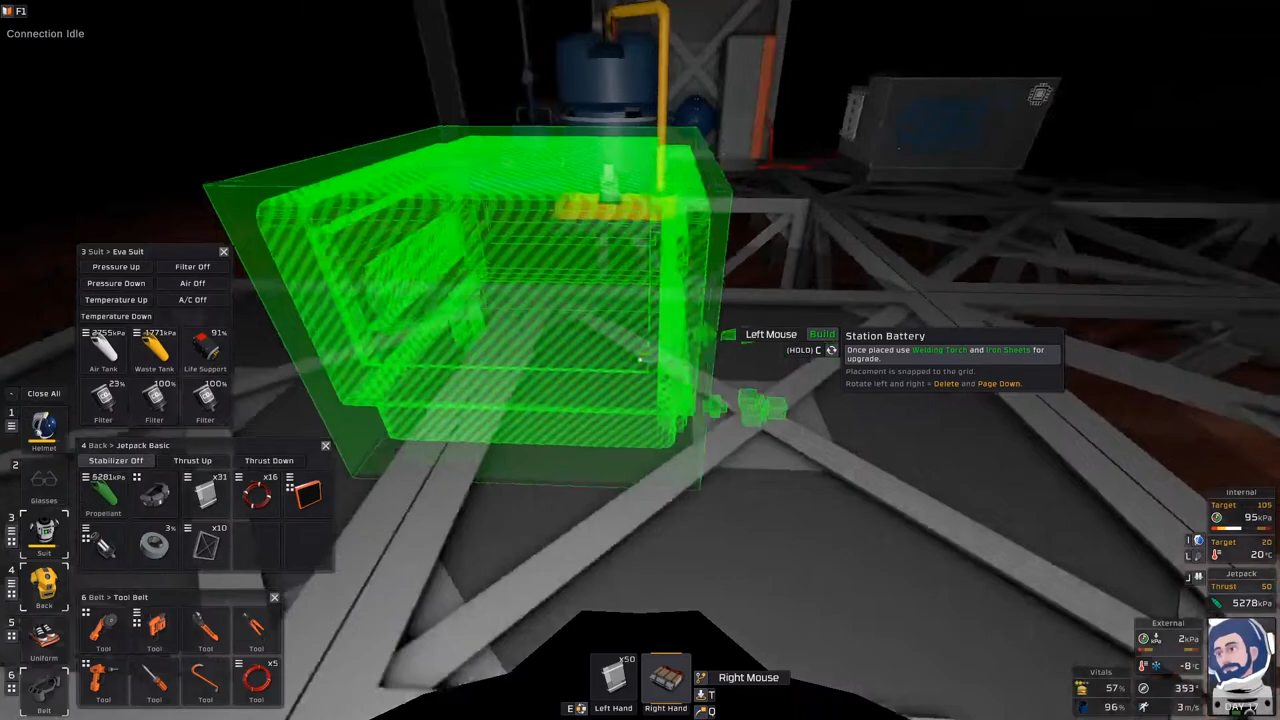 F1
Connection Idle
3 Suit > Eva Suit
Pressure Up
Filter Off
Pressure Down
Air Off
Temperature Up
A/C Off
Temperature Down
2755kPa
1771kPa
91%
Air Tank
Waste Tank
Life Support
23%
100%
100%
Filter
Filter
Filter
Close All
1
Helmet
2
Glasses
3
Suit
4
Back
5
Uniform
6
Belt
4 Back > Jetpack Basic
Stabilizer Off
Thrust Up
Thrust Down
5281kPa
x31
x16
Propellant
3%
x10
6 Belt > Tool Belt
Tool
Tool
Tool
Tool
x5
Tool
Tool
Tool
Tool
Left Mouse
Build
(HOLD) C
Station Battery
Once placed use Welding Torch and Iron Sheets for
upgrade.
Placement is snapped to the grid.
Rotate left and right = Delete and Page Down.
x50
E
Left Hand
Right Hand
Right Mouse
T
Q
Internal
Target 105
95kPa
Target 20
20°C
Jetpack
Thrust 50
5278kPa
I
L
J
External
2kPa
-8°C
Vitals
57%
353°
96%
3m/s
DAY 17